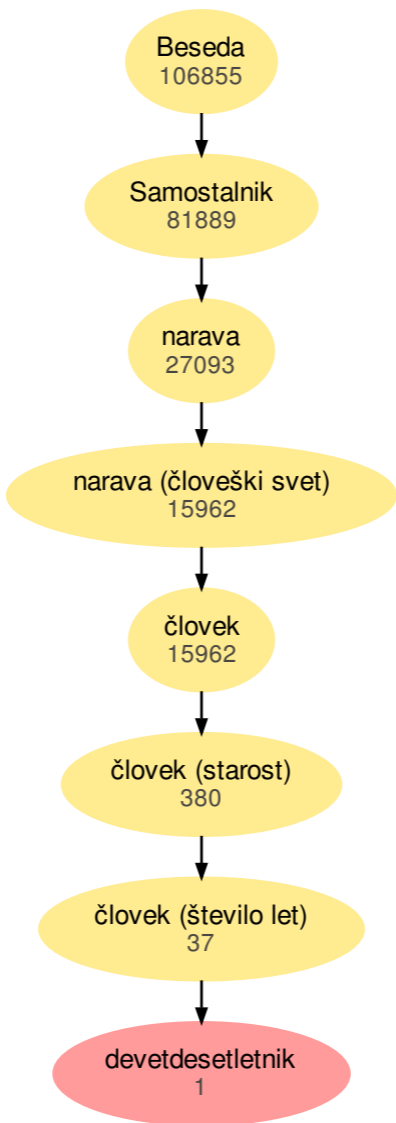 Beseda
106855
Samostalnik
81889
narava
27093
narava (človeški svet)
15962
človek
15962
človek (starost)
380
človek (število let)
37
devetdesetletnik
1